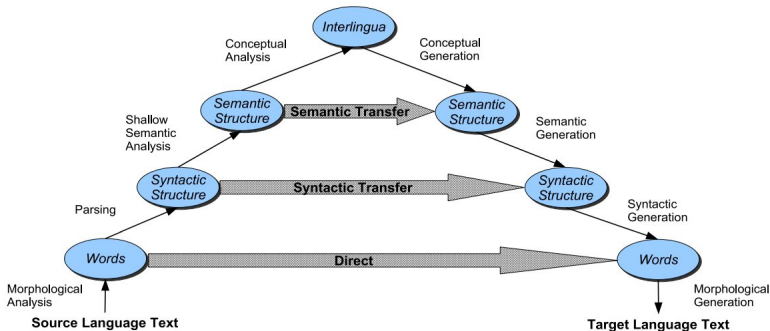 Interlingua
Conceptual
Analysis
Conceptual
Generation
Semantic
Structure
Semantic Transfer
Semantic
Structure
Shallow
Semantic
Analysis
Semantic
Generation
Syntactic
Structure
Syntactic Transfer
Syntactic
Structure
Parsing
Syntactic
Generation
Words
Direct
Words
Morphological
Analysis
Morphological
Generation
Source Language Text
Target Language Text